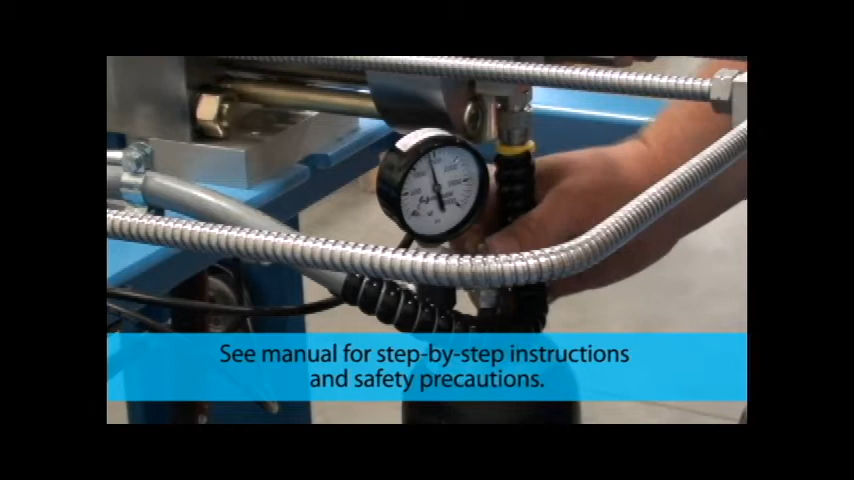 See manual for step-by-step instructions
and safety precautions.